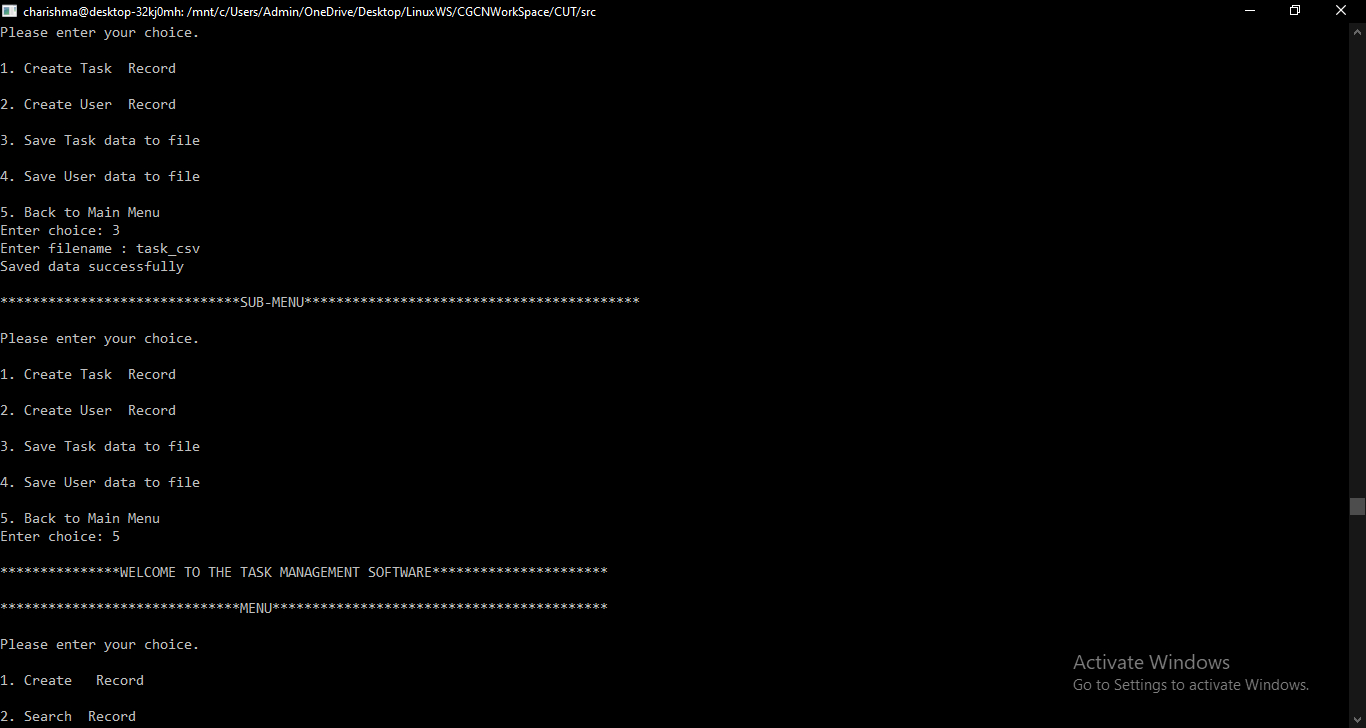 charishma@desktop-32kj0mh: /mnt/c/Users/Admin/OneDrive/Desktop/LinuxWS/CGCNWorkSpace/CUT/src
Please enter your choice.
1. Create Task  Record
2. Create User  Record
3. Save Task data to file
4. Save User data to file
5. Back to Main Menu
Enter choice: 3
Enter filename : task_csv
Saved data successfully
******************************SUB-MENU******************************************
Please enter your choice.
1. Create Task  Record
2. Create User  Record
3. Save Task data to file
4. Save User data to file
5. Back to Main Menu
Enter choice: 5
***************WELCOME TO THE TASK MANAGEMENT SOFTWARE**********************
******************************MENU******************************************
Please enter your choice.
1. Create   Record
2. Search  Record
Activate Windows
Go to Settings to activate Windows.